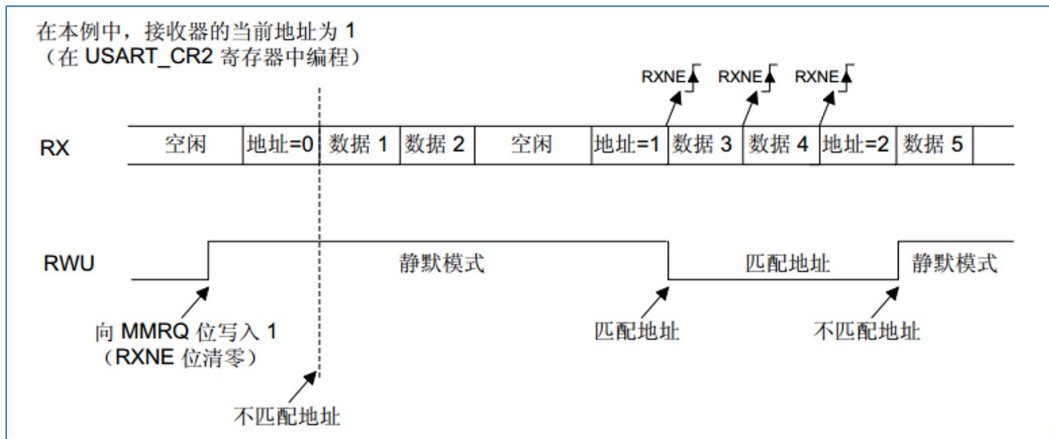 在本例中，接收器的当前地址为 1
（在 USART_CR2 寄存器中编程）
RXNE RXNE RXNE
RX 空闲 地址=0 数据 1 数据 2 空闲 地址=1 数据 3 数据 4 地址=2 数据 5
RWU 静默模式 匹配地址 静默模式
向 MMRQ 位写入 1 匹配地址 不匹配地址
（RXNE 位清零）
不匹配地址